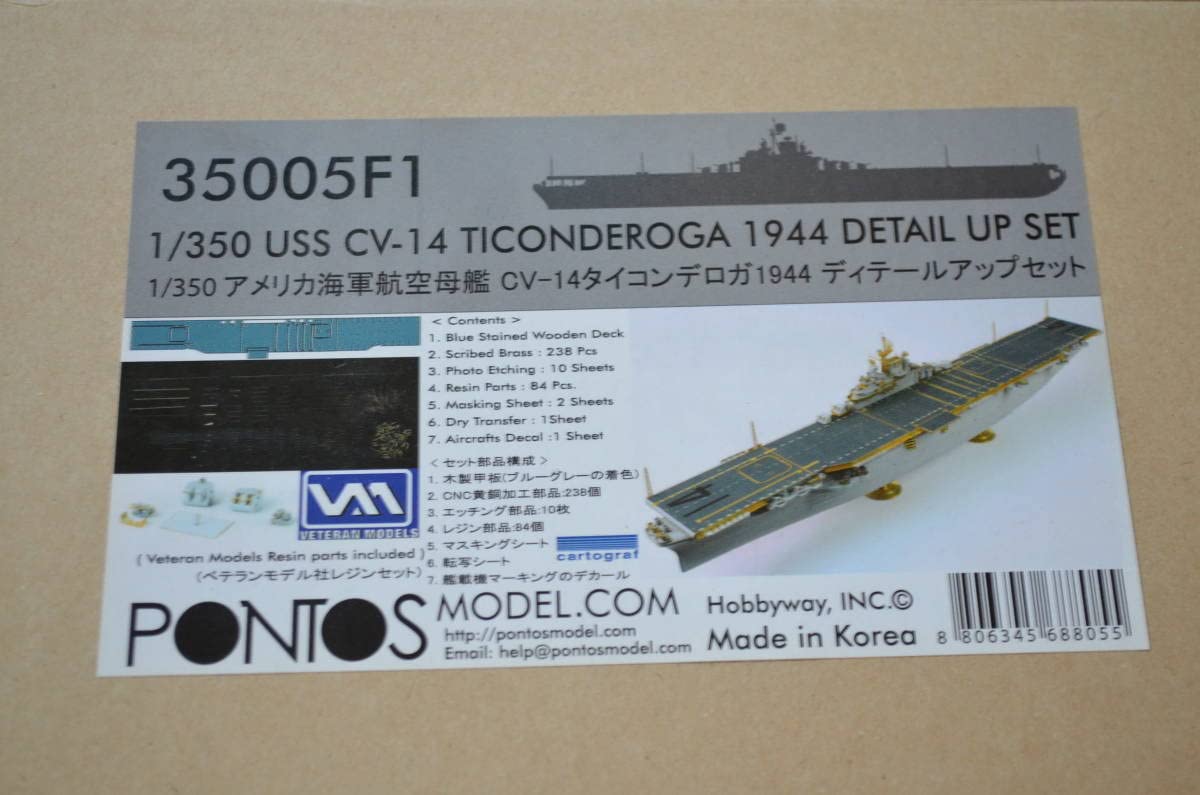 35005F1
1/350 USS CV-14 TICONDEROGA 1944 DETAIL UP SET
1/350 アメリカ海軍航空母艦 CV-14タイコンデロガ1944 ディテールアップセット
< Contents >
1. Blue Stained Wooden Deck
2. Scribed Brass : 238 Pcs
3. Photo Etching : 10 Sheets
4. Resin Parts : 84 Pcs.
5. Masking Sheet : 2 Sheets
6. Dry Transfer : 1Sheet
7. Aircrafts Decal :1 Sheet
< セット部品構成 >
1. 木製甲板(ブルーグレーの着色)
2. CNC黄銅加工部品:238個
3. エッチング部品:10枚
4. レジン部品:84個
5. マスキングシート
6. 転写シート
7. 艦載機マーキングのデカール
cartograf
VM
VETERAN MODELS
( Veteran Models Resin parts included )
(ベテランモデル社レジンセット)
14
PONTOS MODEL.COM
http://pontosmodel.com
Email: help@pontosmodel.com
Hobbyway, INC.©
Made in Korea
8 806345 688055